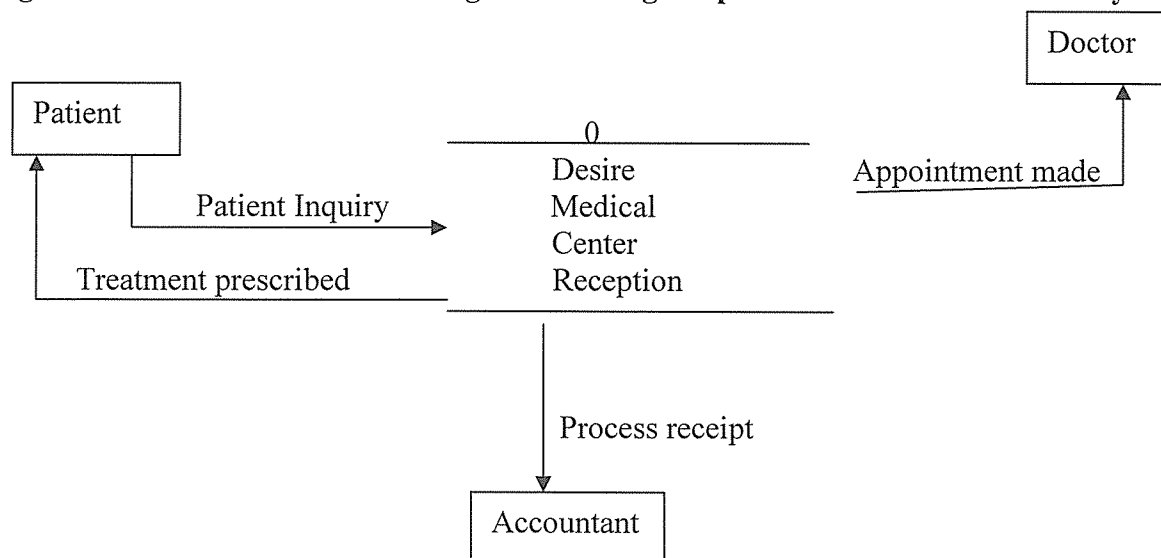 Doctor
Patient
0
Desire
Medical
Center
Reception
Appointment made
Patient Inquiry
Treatment prescribed
Process receipt
Accountant